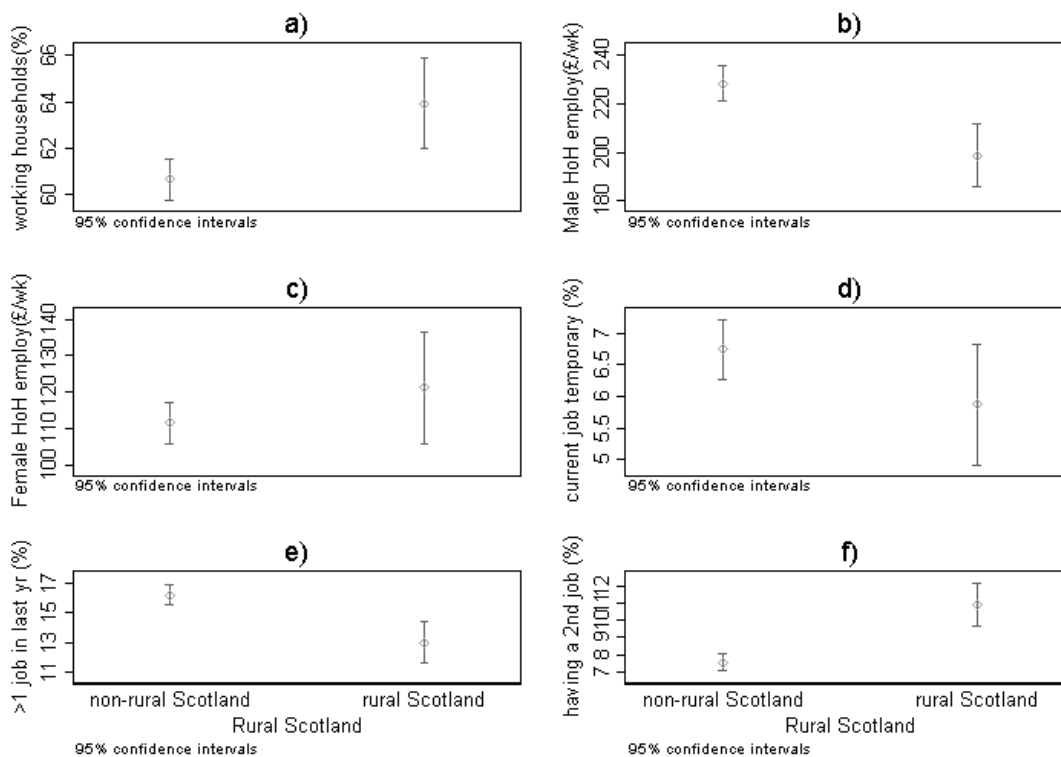 a)
working households(%)
66
64
62
60
95% confidence intervals
b)
Male HoH employ(£/wk)
240
220
200
180
95% confidence intervals
c)
Female HoH employ(£/wk)
140
130
120
110
100
95% confidence intervals
d)
current job temporary (%)
7
6.5
6
5.5
5
95% confidence intervals
e)
>1 job in last yr (%)
17
15
13
11
non-rural Scotland rural Scotland
Rural Scotland
95% confidence intervals
f)
having a 2nd job (%)
12
11
10
9
8
7
non-rural Scotland rural Scotland
Rural Scotland
95% confidence intervals